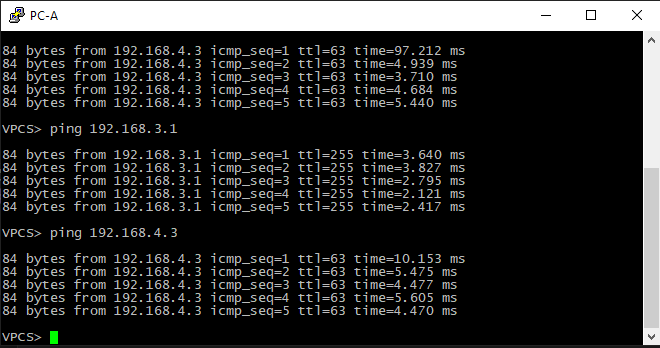 PC-A
84 bytes from 192.168.4.3 icmp_seq=1 ttl=63 time=97.212 ms
84 bytes from 192.168.4.3 icmp_seq=2 ttl=63 time=4.939 ms
84 bytes from 192.168.4.3 icmp_seq=3 ttl=63 time=3.710 ms
84 bytes from 192.168.4.3 icmp_seq=4 ttl=63 time=4.684 ms
84 bytes from 192.168.4.3 icmp_seq=5 ttl=63 time=5.440 ms
VPCS> ping 192.168.3.1
84 bytes from 192.168.3.1 icmp_seq=1 ttl=255 time=3.640 ms
84 bytes from 192.168.3.1 icmp_seq=2 ttl=255 time=3.827 ms
84 bytes from 192.168.3.1 icmp_seq=3 ttl=255 time=2.795 ms
84 bytes from 192.168.3.1 icmp_seq=4 ttl=255 time=2.121 ms
84 bytes from 192.168.3.1 icmp_seq=5 ttl=255 time=2.417 ms
VPCS> ping 192.168.4.3
84 bytes from 192.168.4.3 icmp_seq=1 ttl=63 time=10.153 ms
84 bytes from 192.168.4.3 icmp_seq=2 ttl=63 time=5.475 ms
84 bytes from 192.168.4.3 icmp_seq=3 ttl=63 time=4.477 ms
84 bytes from 192.168.4.3 icmp_seq=4 ttl=63 time=5.605 ms
84 bytes from 192.168.4.3 icmp_seq=5 ttl=63 time=4.470 ms
VPCS>